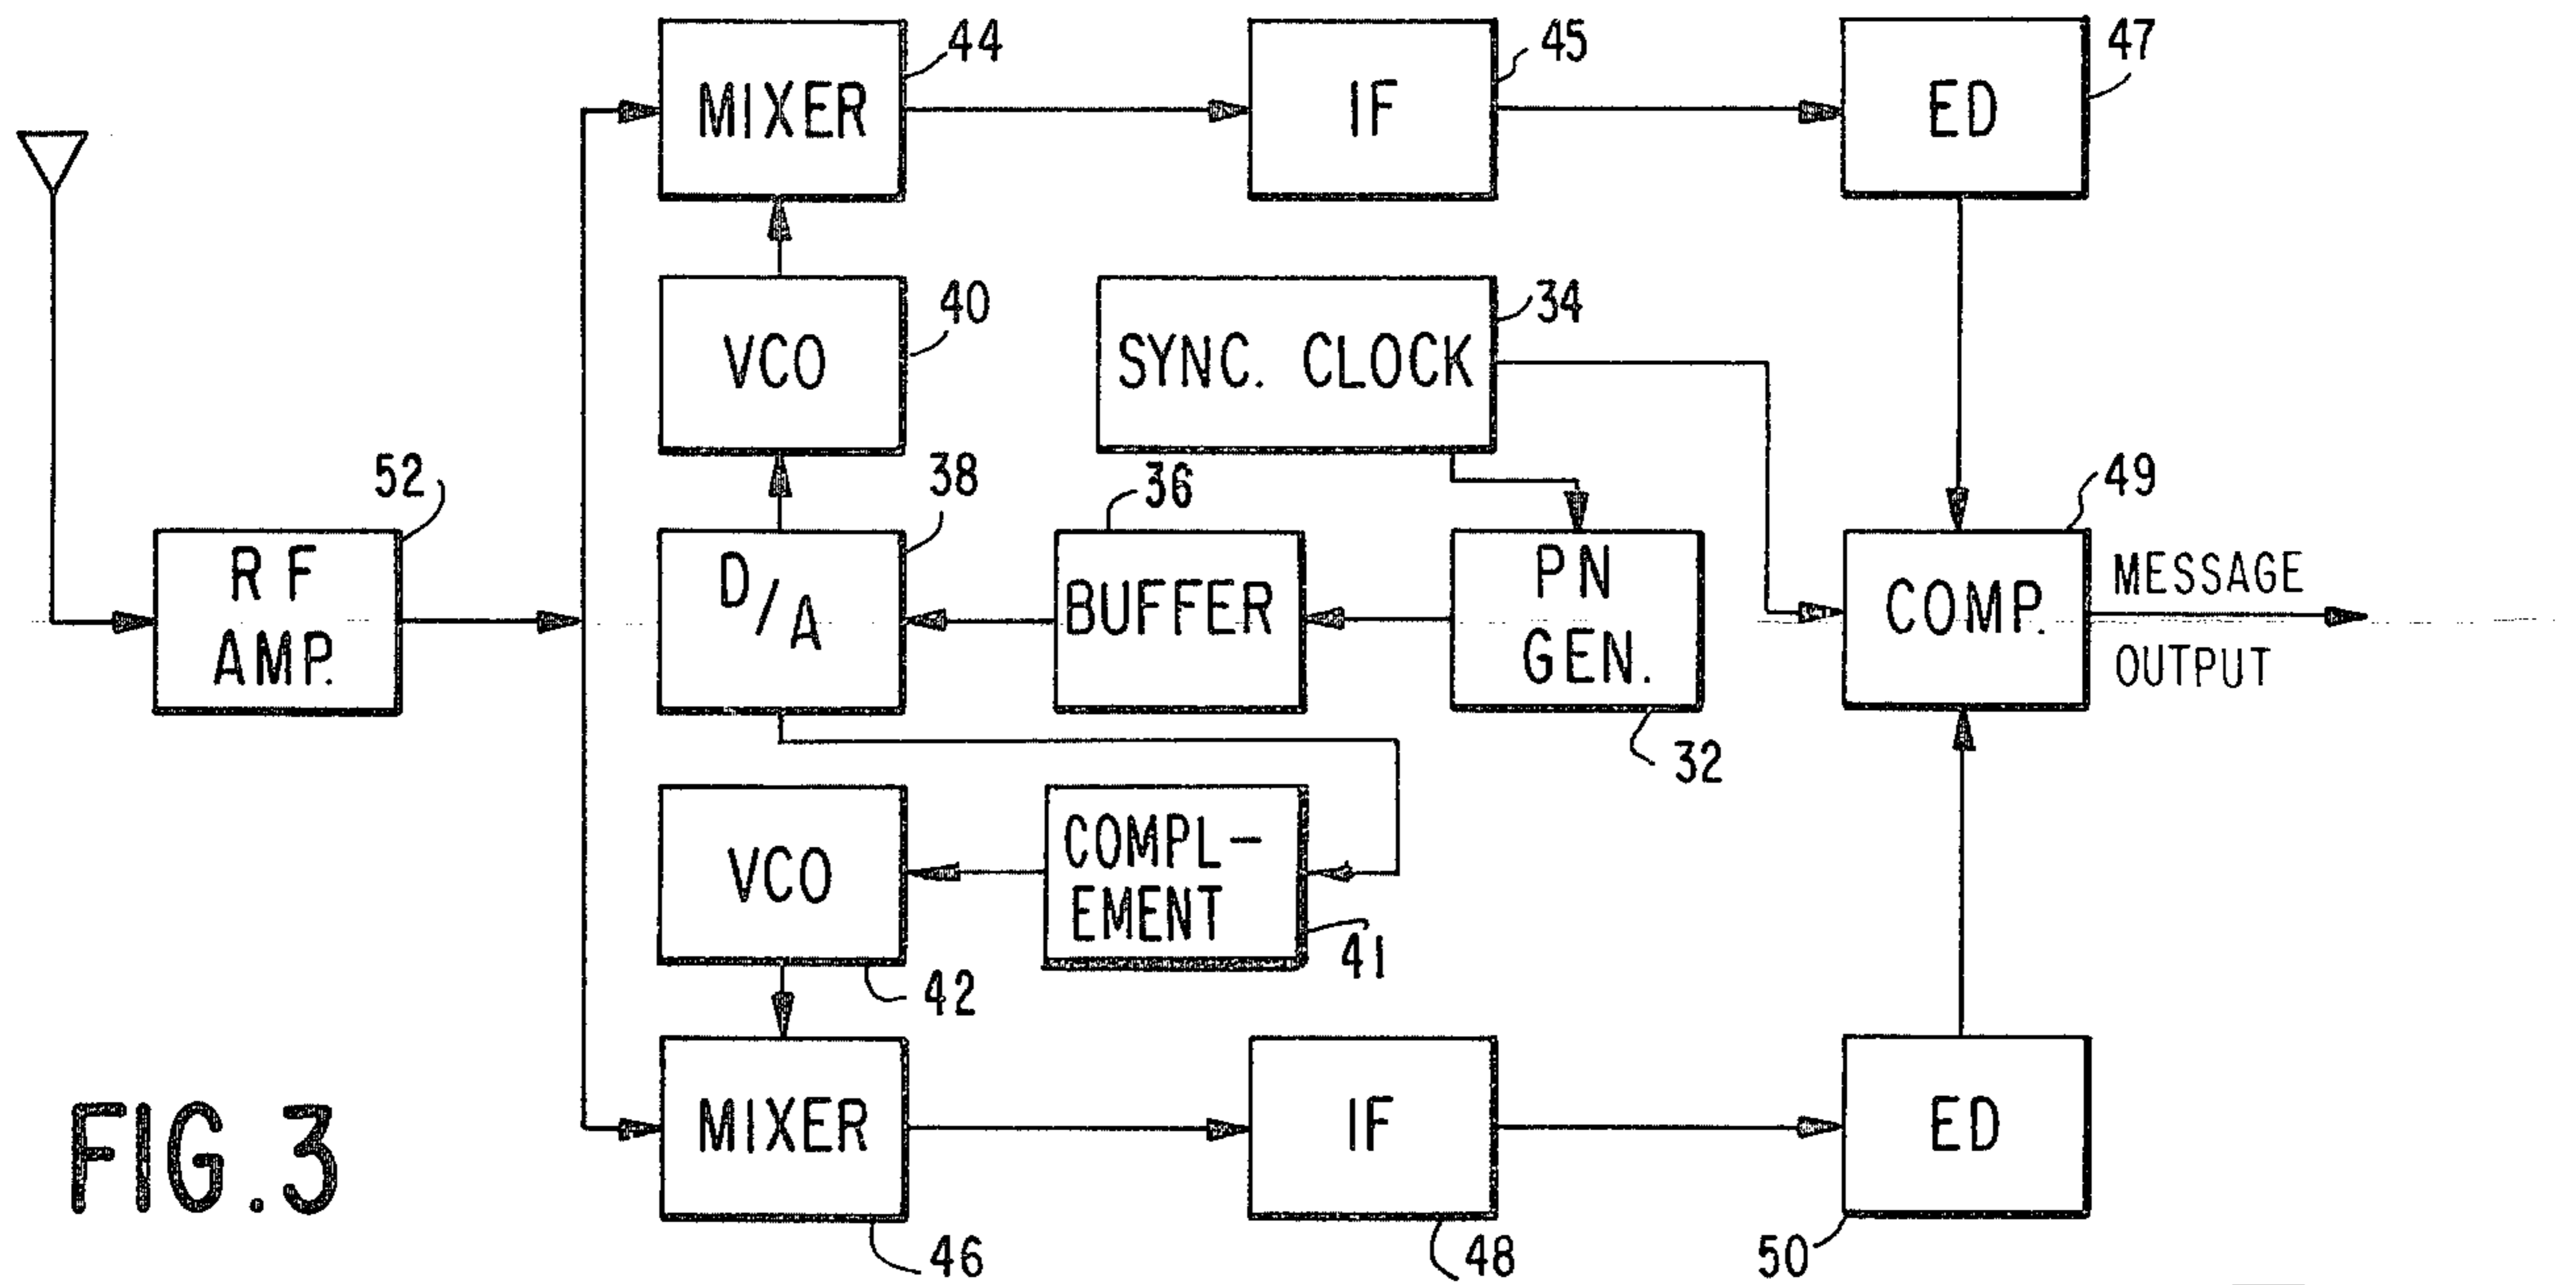 MIXER
44
IF
45
ED
47
VCO
40
SYNC. CLOCK
34
52
RF
AMP.
38
D/A
36
BUFFER
PN
GEN.
32
49
COMP.
MESSAGE
OUTPUT
VCO
42
COMPL-
EMENT
41
MIXER
46
IF
48
ED
50
FIG.3